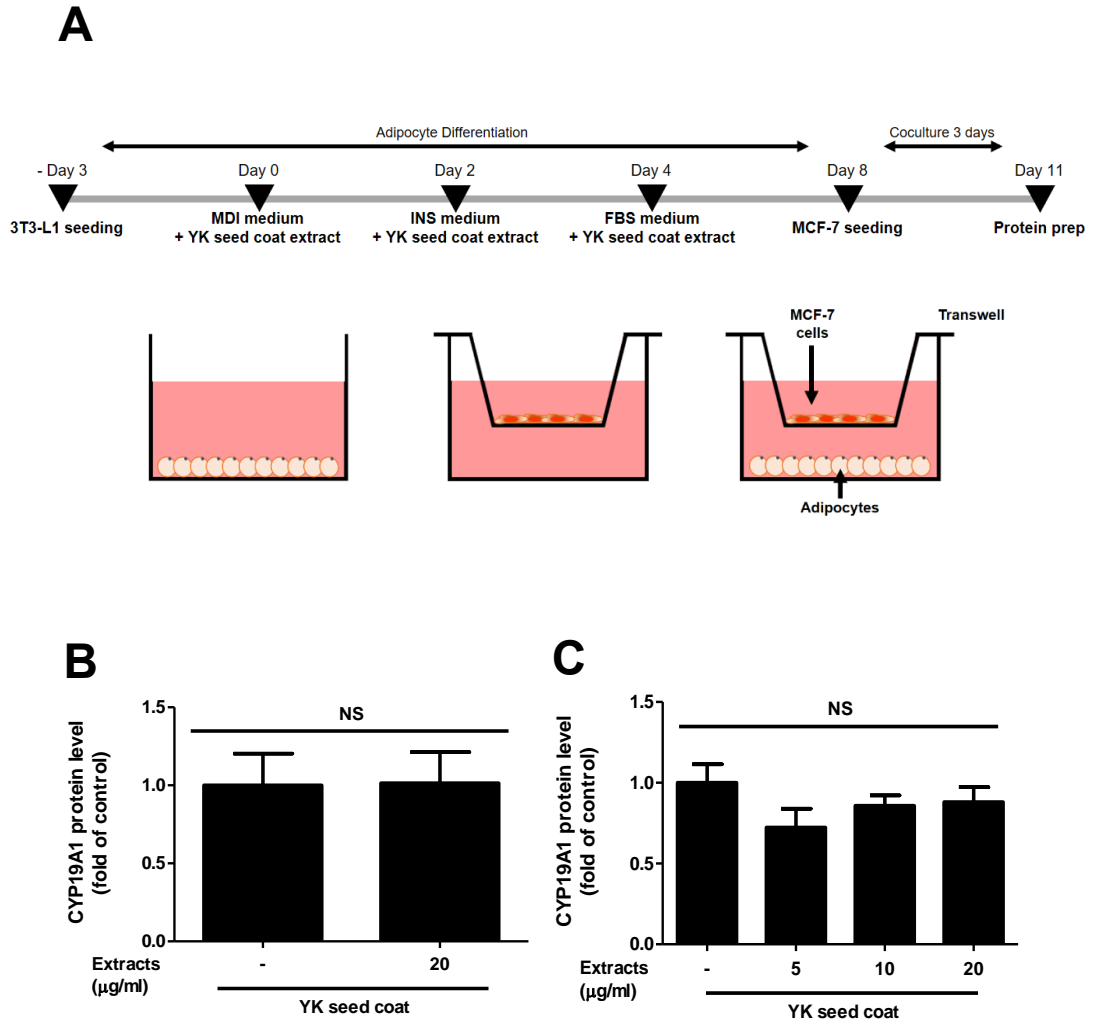 A
Adipocyte Differentiation
Coculture 3 days
- Day 3
Day 0
Day 2
Day 4
Day 8
Day 11
3T3-L1 seeding
MDI medium
+ YK seed coat extract
INS medium
+ YK seed coat extract
FBS medium
+ YK seed coat extract
MCF-7 seeding
Protein prep
MCF-7
cells
Transwell
Adipocytes
B
CYP19A1 protein level
(fold of control)
1.5
1.0
0.5
0.0
NS
Extracts
(μg/ml)
-
20
YK seed coat
C
CYP19A1 protein level
(fold of control)
1.5
1.0
0.5
0.0
NS
Extracts
(μg/ml)
-
5
10
20
YK seed coat